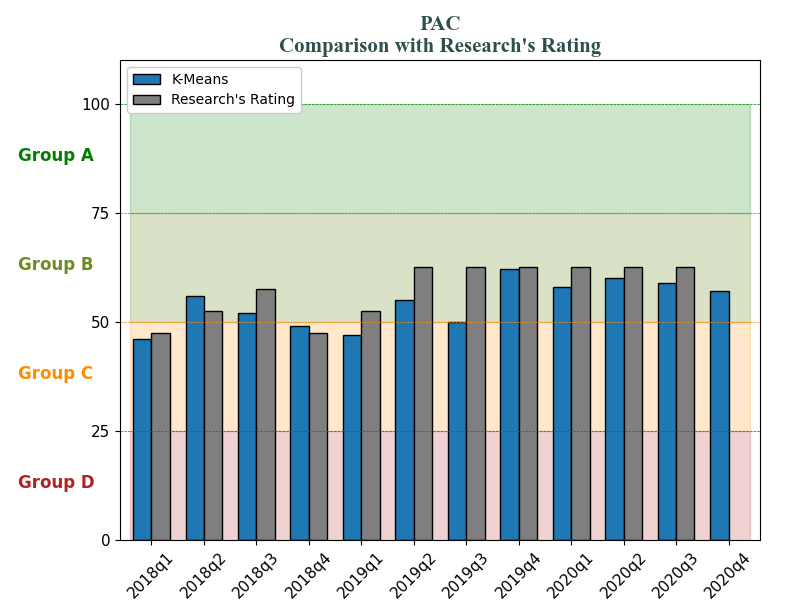 PAC
Comparison with Research's Rating
K-Means
Research's Rating
100
Group A
75
Group B
50
Group C
25
Group D
0
2018q1
2018q2
2018q3
2018q4
2019q1
2019q2
2019q3
2019q4
2020q1
2020q2
2020q3
2020q4